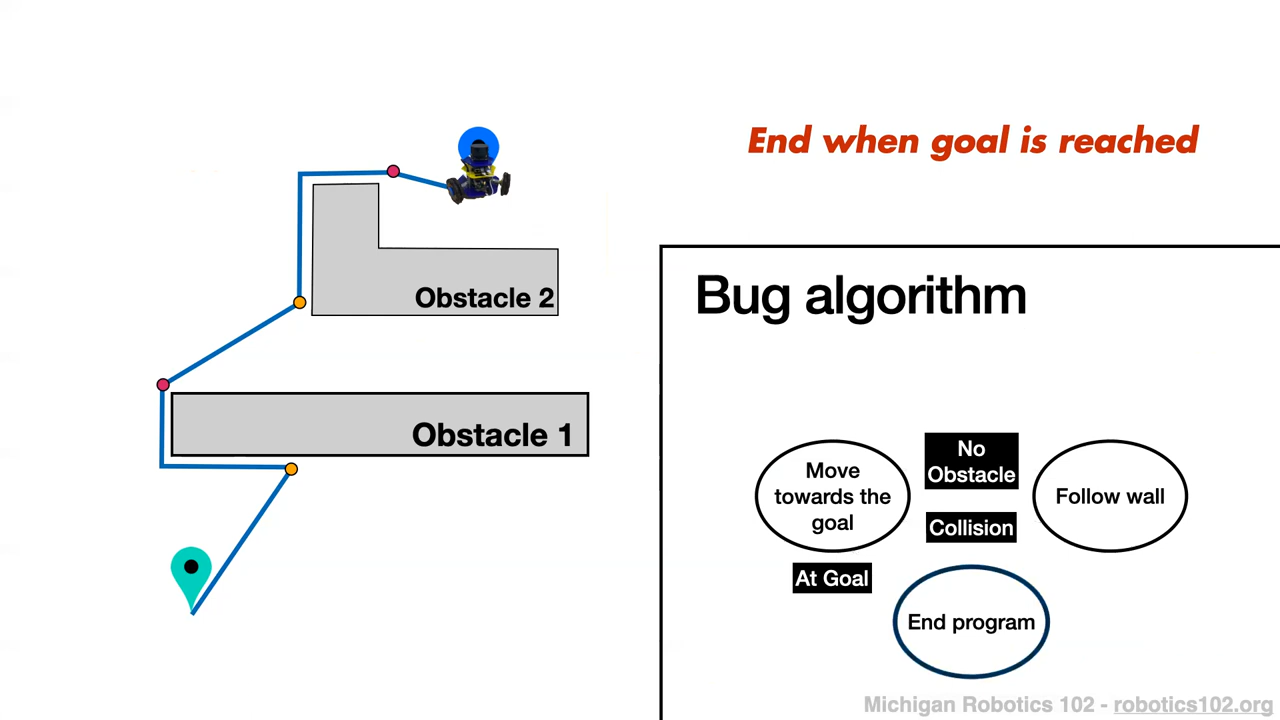 End when goal is reached
Obstacle 2
Obstacle 1
Bug algorithm
Move
towards the
goal
No
Obstacle
Collision
Follow wall
At Goal
End program
Michigan Robotics 102 - robotics102.org